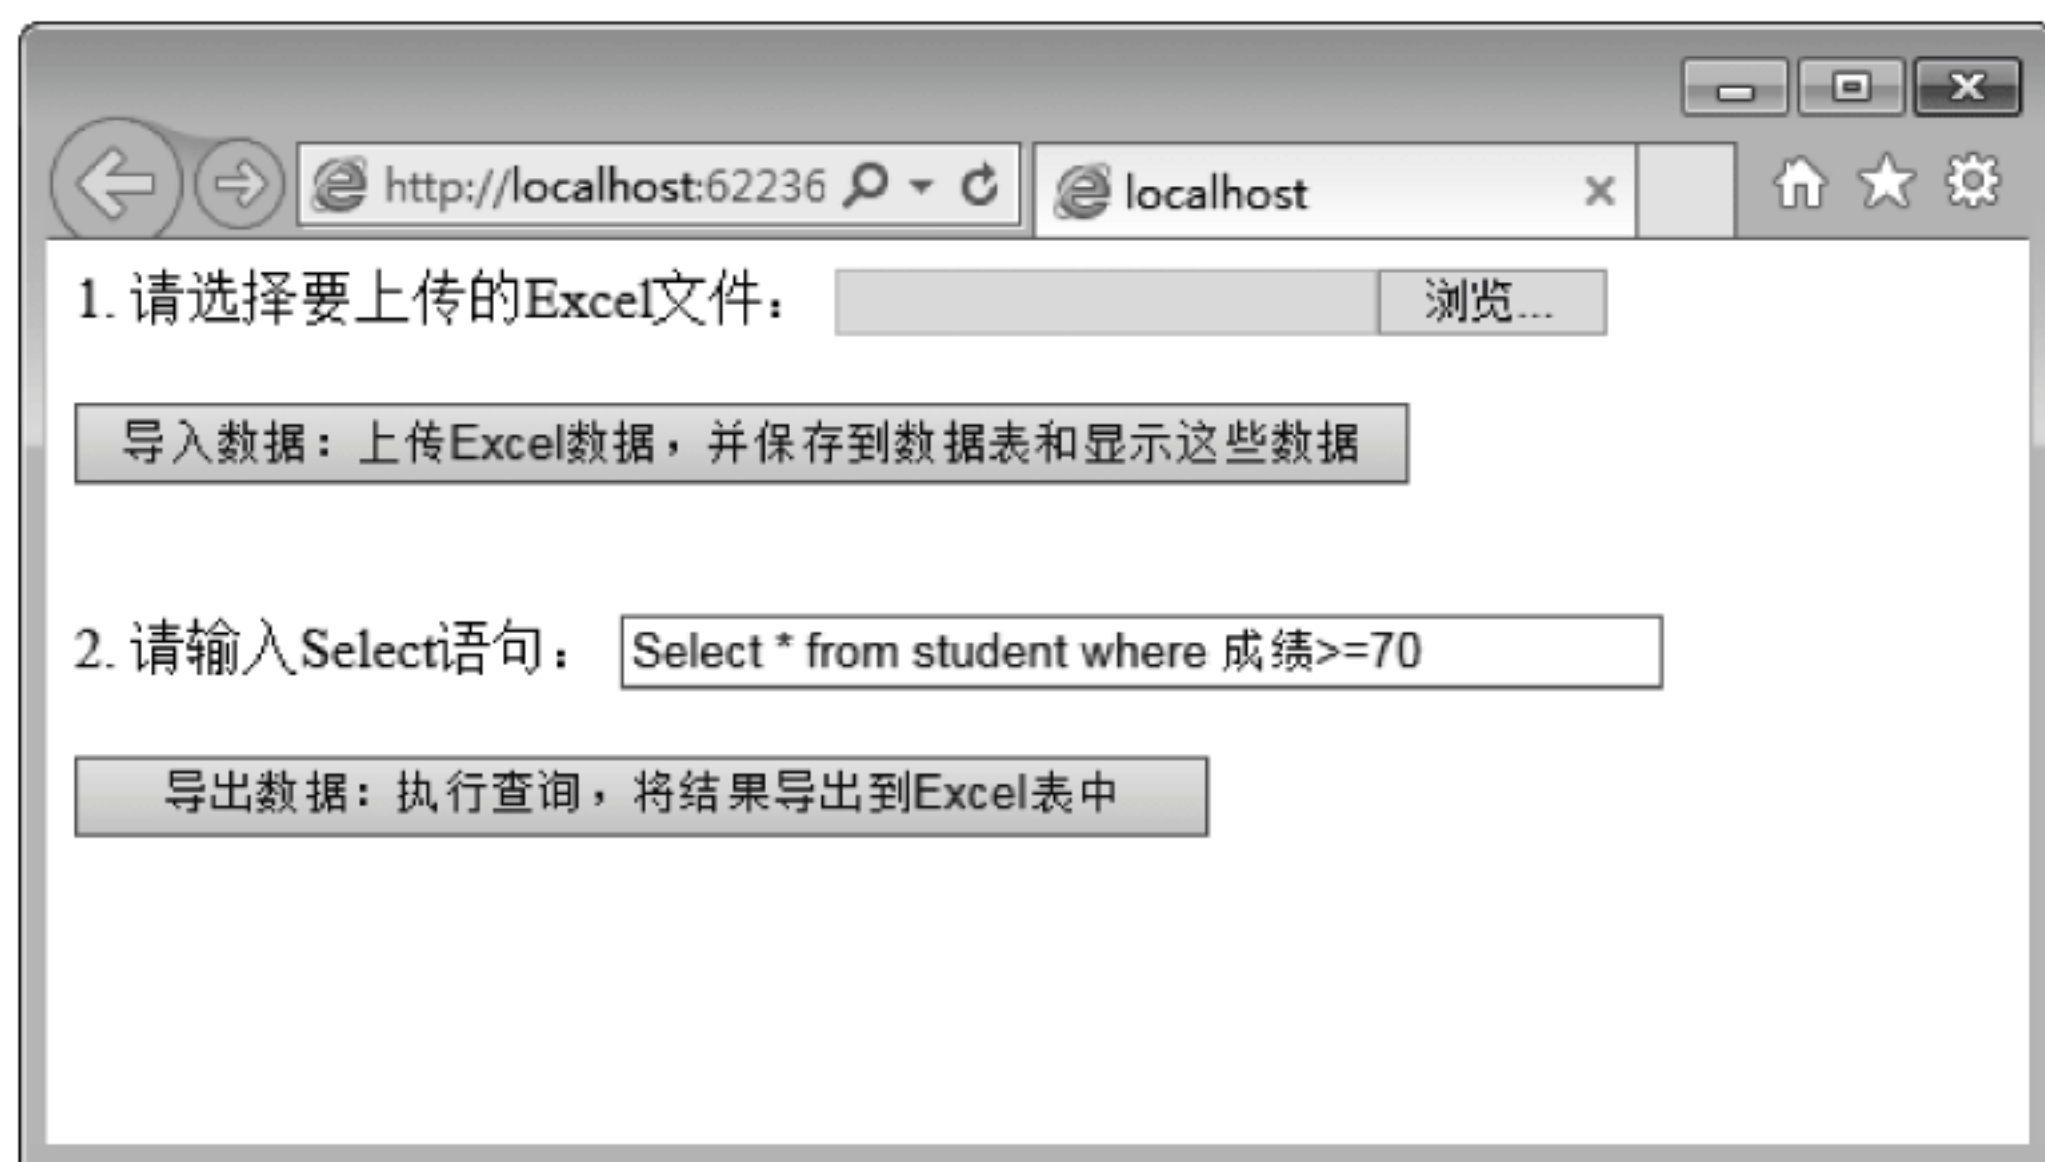 http://localhost:62236
localhost
1. 请选择要上传的Excel文件：
浏览...
导入数据：上传Excel数据，并保存到数据表和显示这些数据
2. 请输入Select语句：
Select * from student where 成绩>=70
导出数据：执行查询，将结果导出到Excel表中